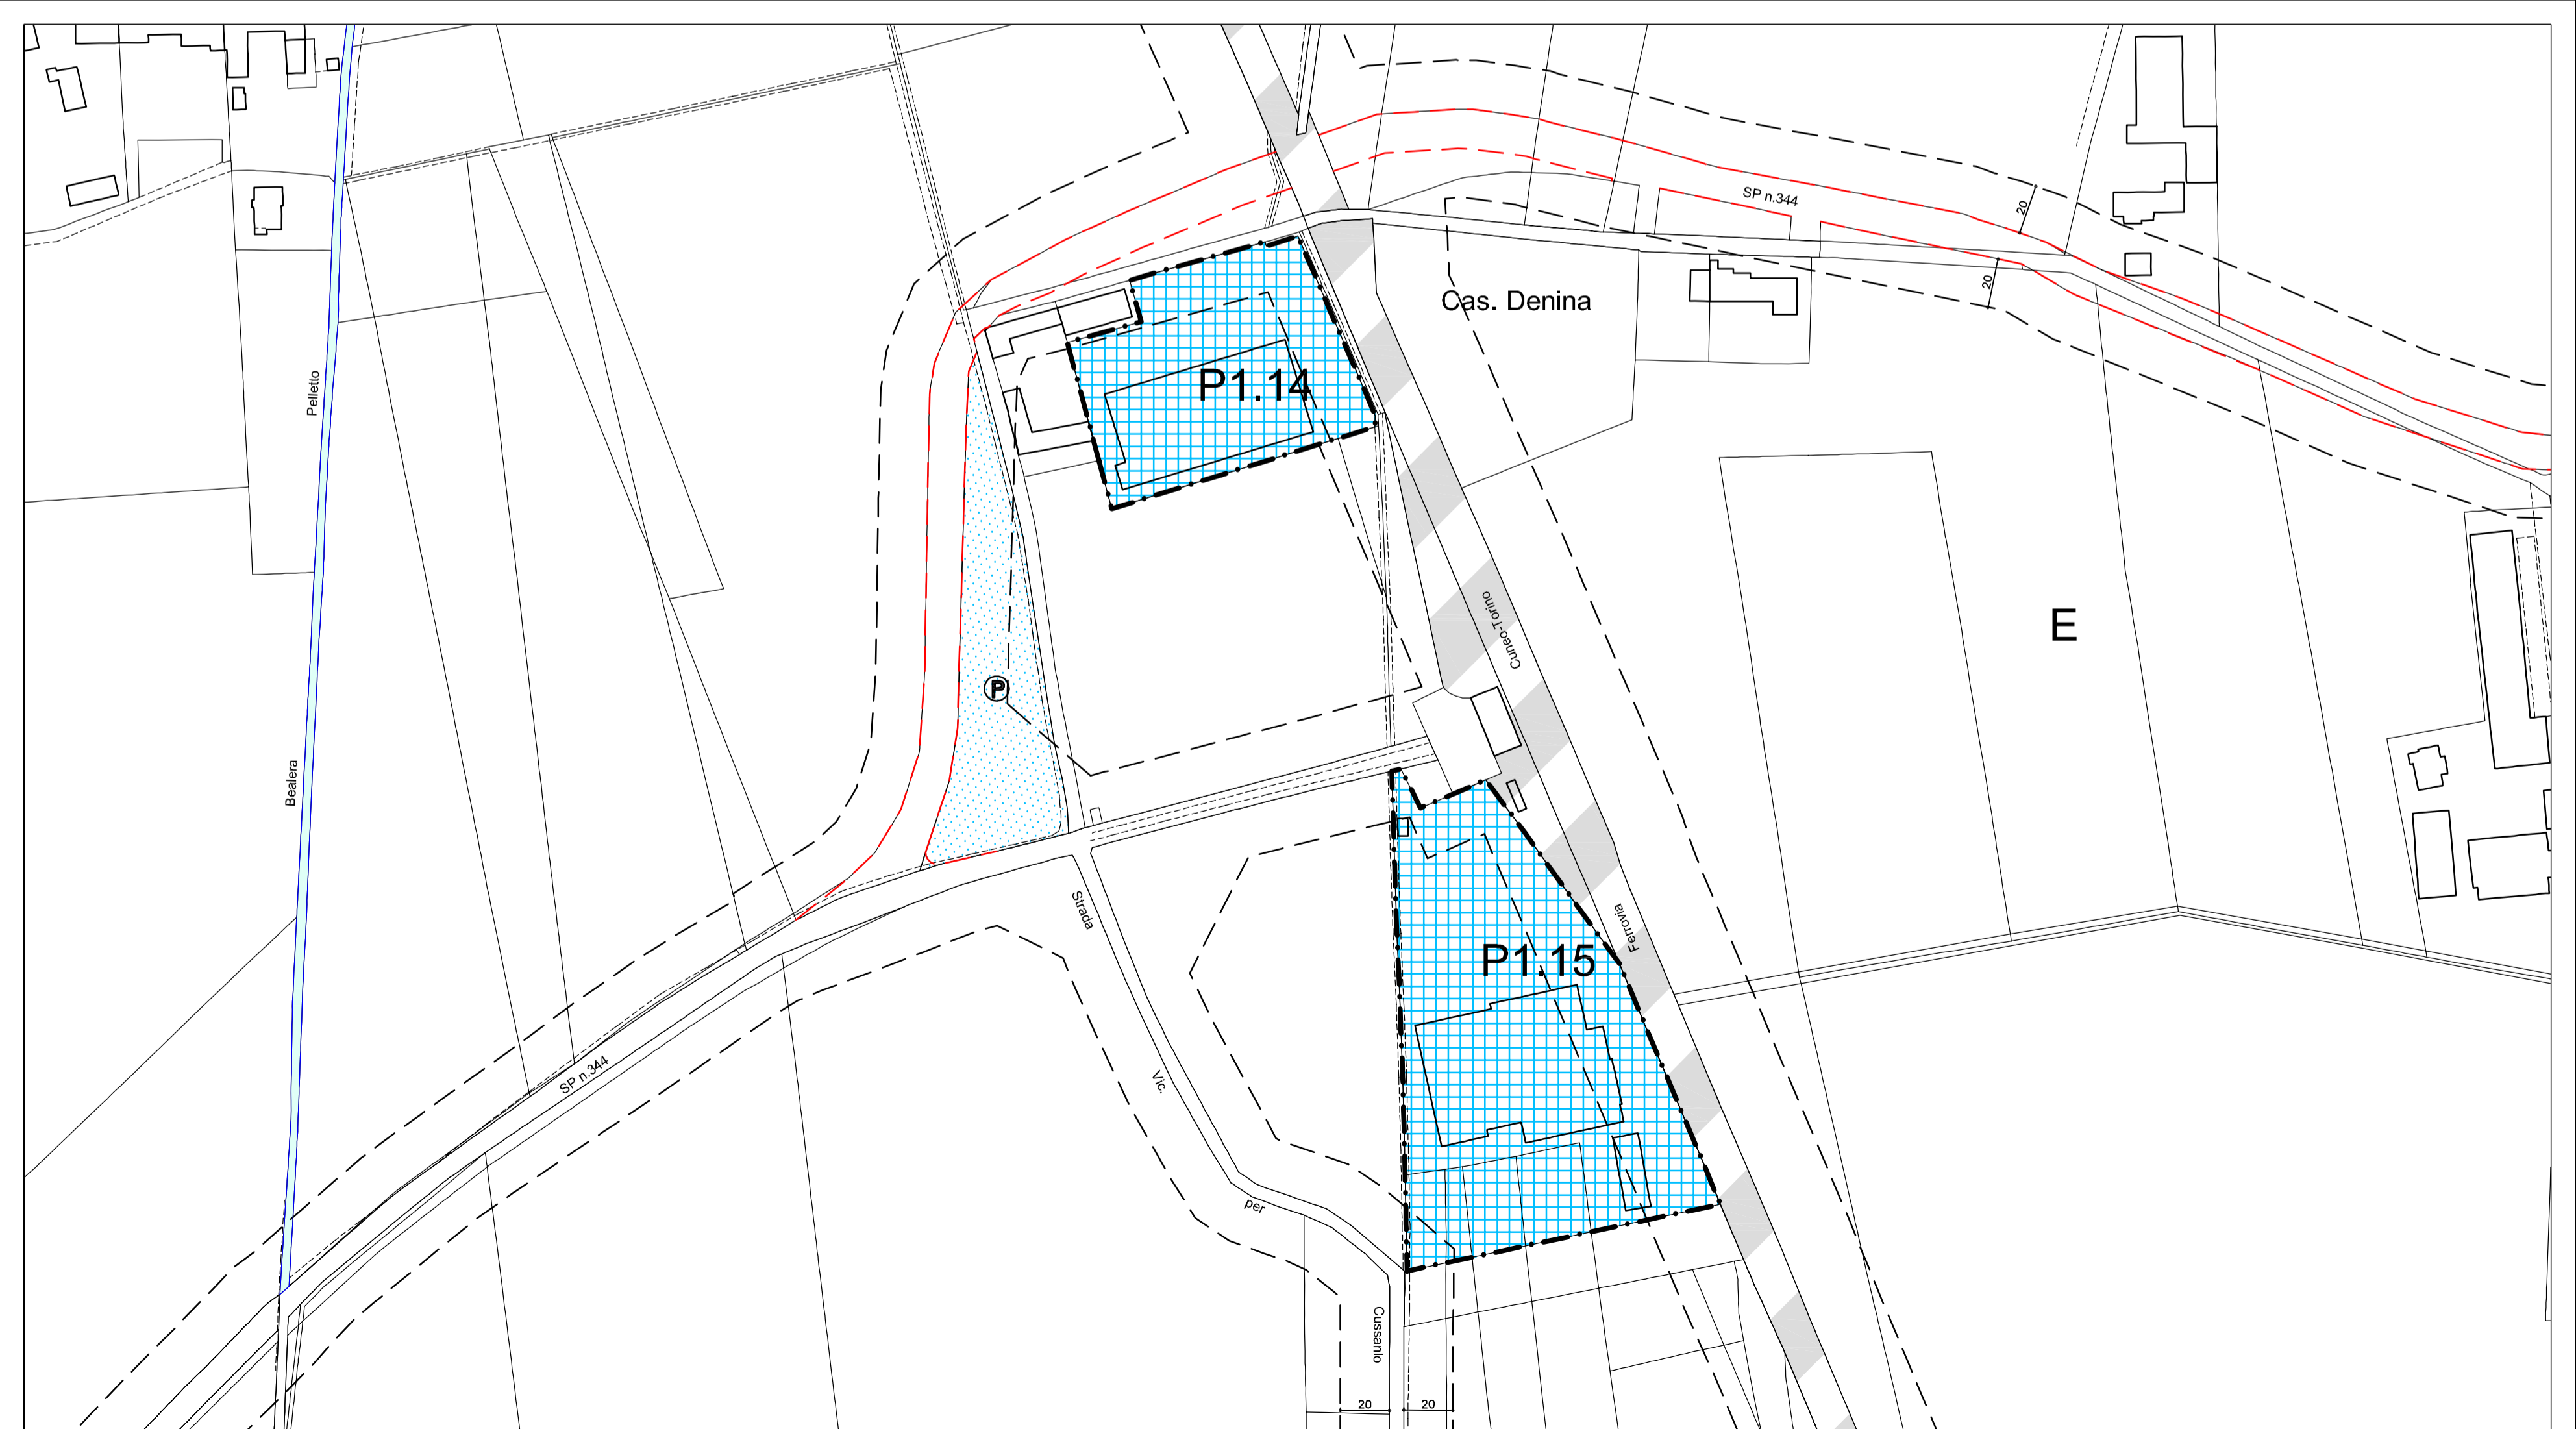 SP n.344
20
20
Cas. Denina
Pelletto
P1.14
Cuneo-Torino
E
P
Bealera
Strada
Ferrovia
P1.15
SP n.344
Vic.
per
Cussanio
20
20